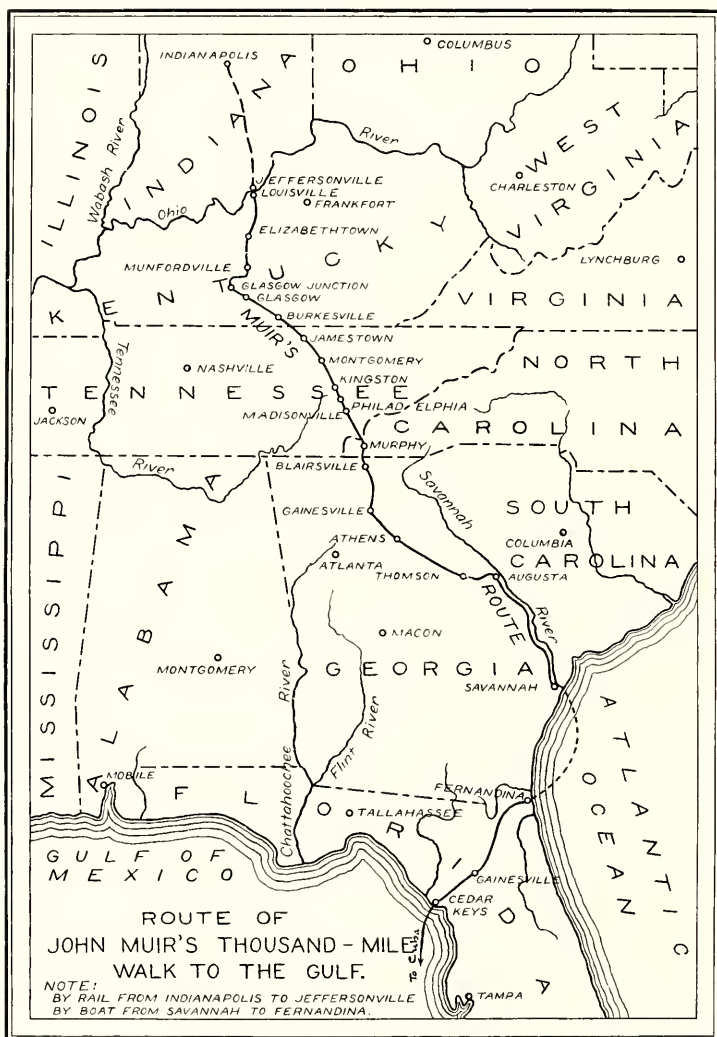 COLUMBUS
INDIANAPOLIS
OHIO
ILLINOIS
INDIANA
Wabash River
River
WEST
VIRGINIA
CHARLESTON
JEFFERSONVILLE
LOUISVILLE
FRANKFORT
Ohio
ELIZABETHTOWN
LYNCHBURG
MUNFORDVILLE
GLASGOW JUNCTION
GLASGOW
KENTUCKY
VIRGINIA
BURKESVILLE
MUIR'S
JAMESTOWN
Tennessee
NASHVILLE
MONTGOMERY
NORTH
KINGSTON
TENNESSEE
PHILADELPHIA
JACKSON
MADISONVILLE
CAROLINA
MURPHY
River
BLAIRSVILLE
Savannah
MISSISSIPPI
ALABAMA
GAINESVILLE
SOUTH
ATHENS
COLUMBIA
ATLANTA
CAROLINA
THOMSON
AUGUSTA
ROUTE
River
MACON
MONTGOMERY
GEORGIA
SAVANNAH
Chattahoochee River
Flint River
ATLANTIC
OCEAN
MOBILE
FERNANDINA
FLORIDA
TALLAHASSEE
GULF OF
MEXICO
GAINESVILLE
CEDAR
KEYS
To Cuba
TAMPA
ROUTE OF
JOHN MUIR'S THOUSAND-MILE
WALK TO THE GULF.
NOTE:
BY RAIL FROM INDIANAPOLIS TO JEFFERSONVILLE
BY BOAT FROM SAVANNAH TO FERNANDINA.